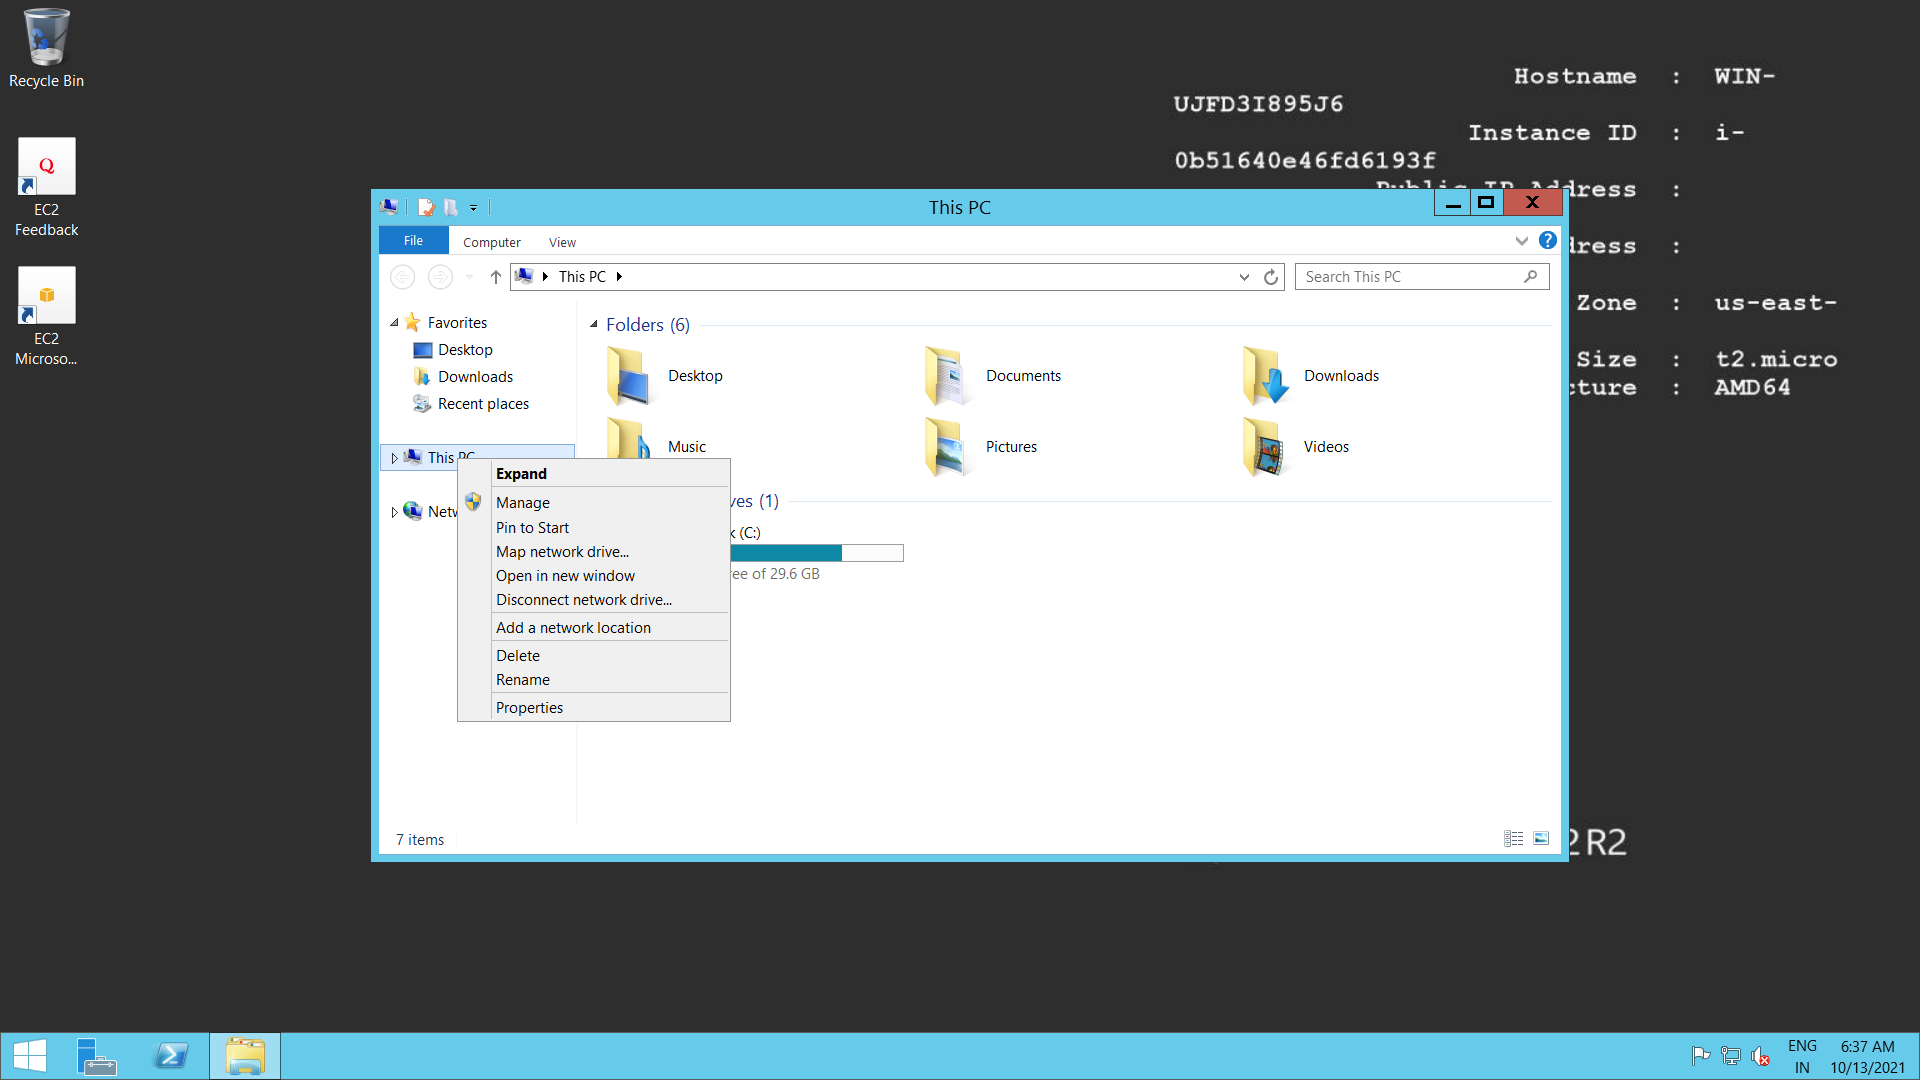 Recycle Bin
EC2
Feedback
EC2
Microso...
Hostname : WIN-
UJFD3I895J6
Instance ID : i-
0b51640e46fd6193f
Public IP Address :
Zone : us-east-
Size : t2.micro
: AMD64
R2
This PC
File
Computer
View
This PC
Search This PC
Favorites
Desktop
Downloads
Recent places
This PC
Folders (6)
Desktop
Documents
Downloads
Music
Pictures
Videos
(1)
(C:)
of 29.6 GB
Expand
Manage
Pin to Start
Map network drive...
Open in new window
Disconnect network drive...
Add a network location
Delete
Rename
Properties
7 items
ENG
IN
6:37 AM
10/13/2021